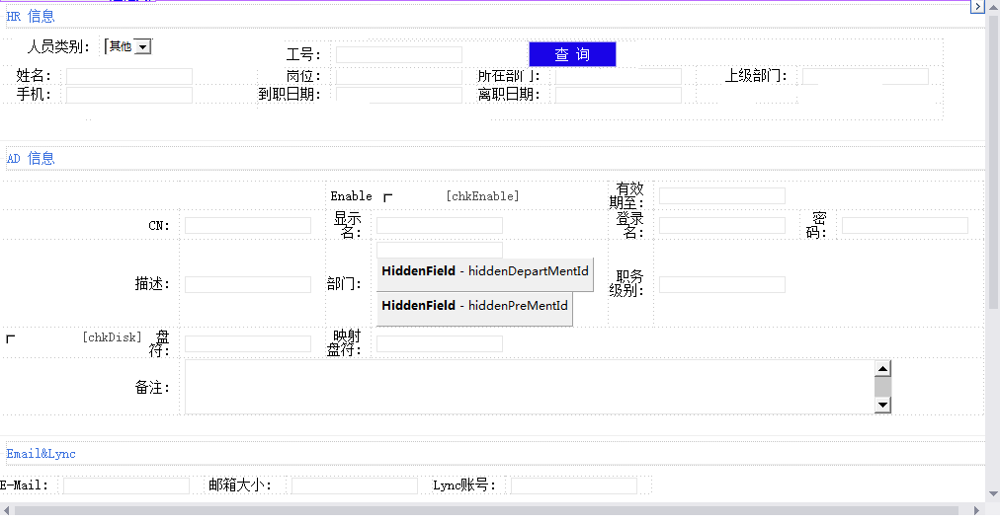 HR 信息
人员类别: 其他
工号: 查 询
姓名: 岗位: 所在部门: 上级部门:
手机: 到职日期: 离职日期:
AD 信息
Enable [chkEnable] 有效期至:
CN: 显示名: 登录名: 密码:
描述: 部门: 职务级别:
HiddenField - hiddenDepartMentId
HiddenField - hiddenPreMentId
[chkDisk] 盘符: 映射盘符:
备注:
Email&Lync
E-Mail: 邮箱大小: Lync账号: